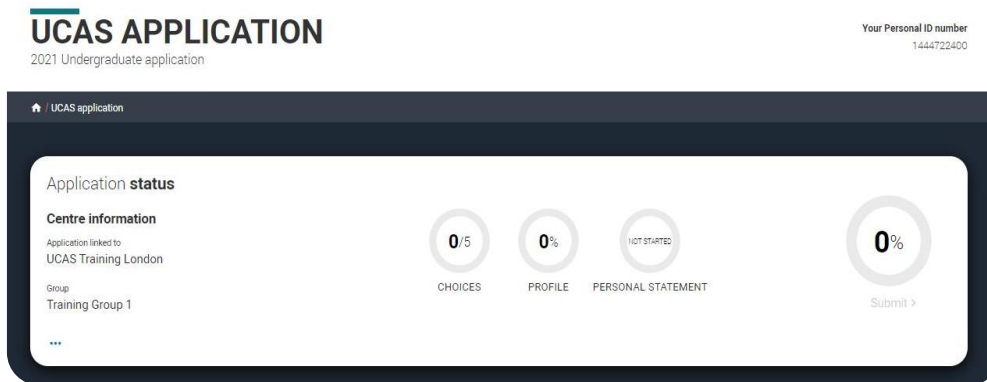 UCAS APPLICATION
2021 Undergraduate application
Your Personal ID number
1444722400
/ UCAS application
Application status
Centre information
Application linked to
UCAS Training London
Group
Training Group 1
...
0/5
CHOICES
0%
PROFILE
NOT STARTED
PERSONAL STATEMENT
0%
Submit >